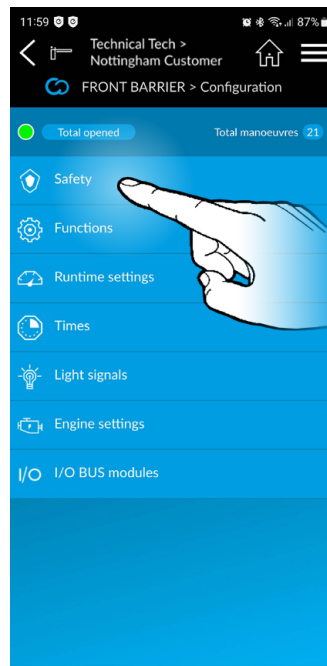 11:59 87%
Technical Tech >
Nottingham Customer
FRONT BARRIER > Configuration
Total opened Total manoeuvres 21
Safety
Functions
Runtime settings
Times
Light signals
Engine settings
I/O I/O BUS modules